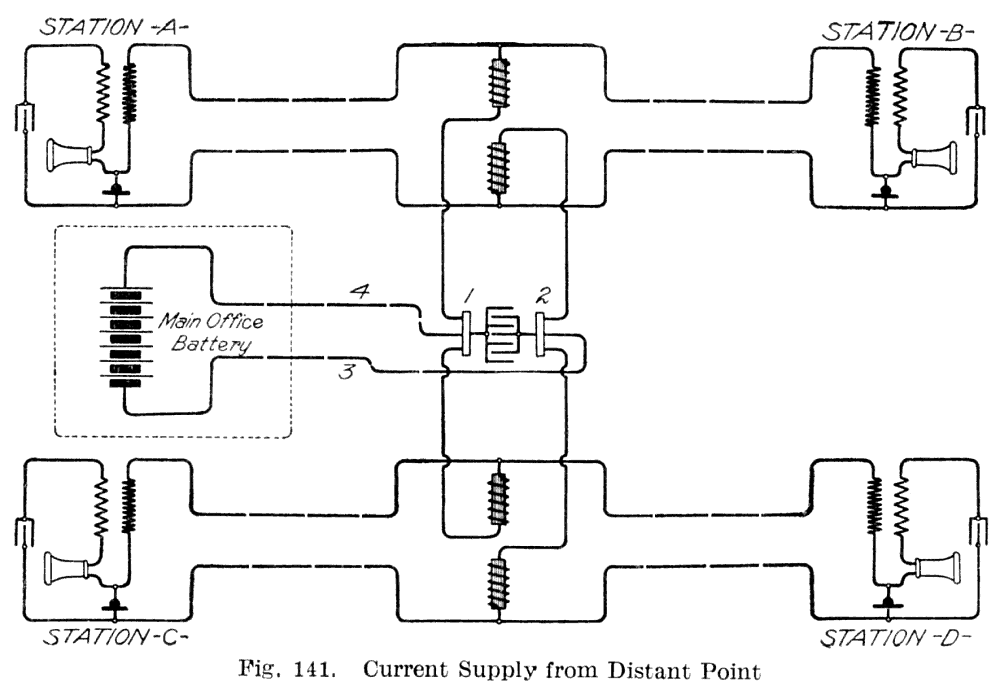 STATION -A-
STATION -B-
4
1
2
Main Office
Battery
3
STATION -C-
STATION -D-
Fig. 141. Current Supply from Distant Point